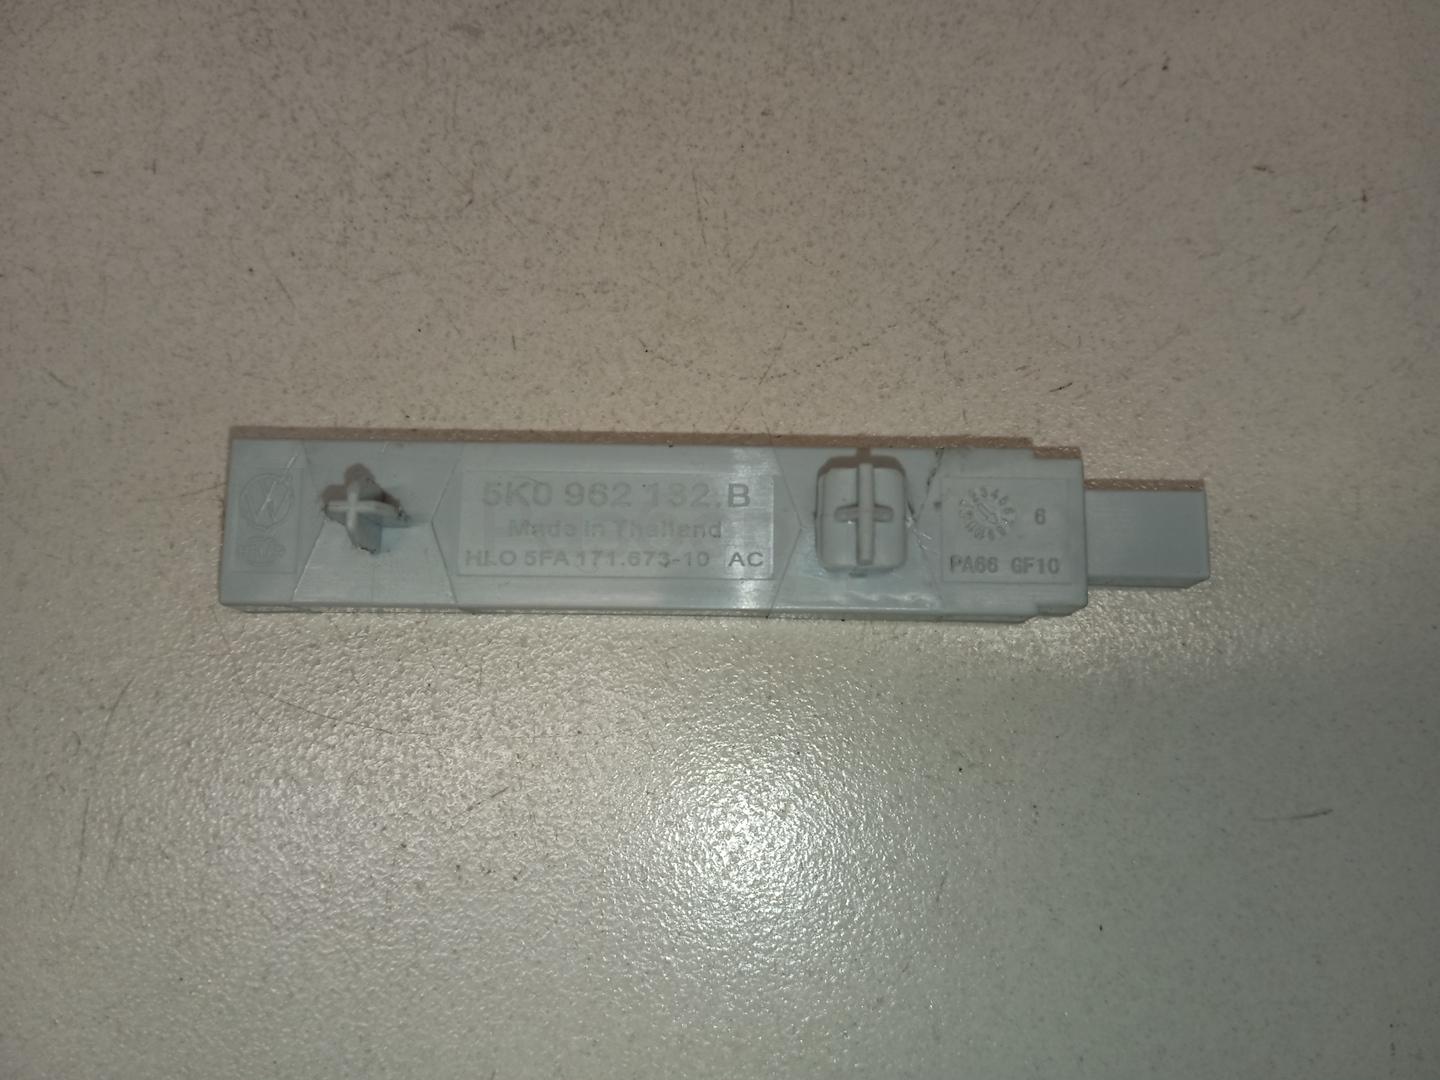 5K0 962 132.B
Made in Thailand
HLO 5FA 171.673-10 AC
6
PA66 GF10